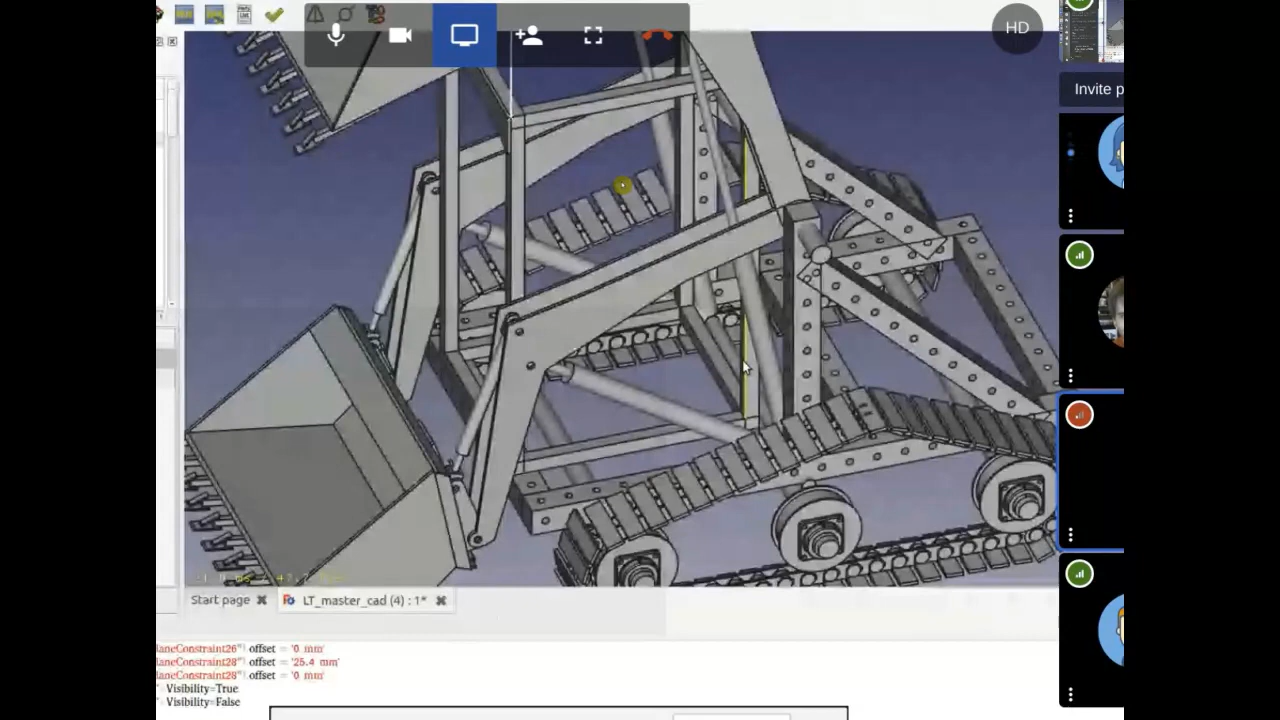 HD
Invite p
Start page
LT_master_cad (4) : 1*
laneConstraint26") offset = '0 mm'
laneConstraint28") offset = '25.4 mm'
laneConstraint28") offset = '0 mm'
" Visibility=True
" Visibility=False